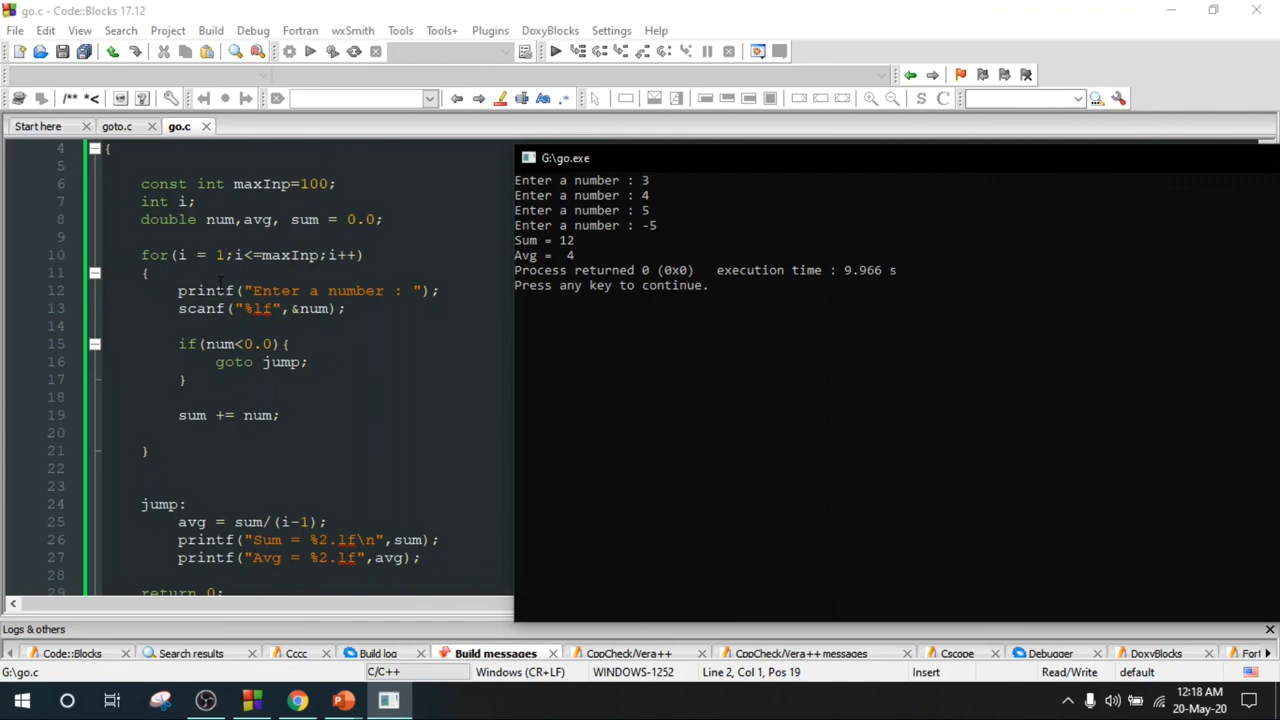 go.c - Code::Blocks 17.12
File Edit View Search Project Build Debug Fortran wxSmith Tools Tools+ Plugins DoxyBlocks Settings Help
/** *<
S C
Start here goto.c go.c
4 {
5
6 const int maxInp=100;
7 int i;
8 double num,avg, sum = 0.0;
9
10 for(i = 1;i<=maxInp;i++)
11 {
12 printf("Enter a number : ");
13 scanf("%lf",&num);
14
15 if(num<0.0){
16 goto jump;
17 }
18
19 sum += num;
20
21 }
22
23
24 jump:
25 avg = sum/(i-1);
26 printf("Sum = %2.lf\n",sum);
27 printf("Avg = %2.lf",avg);
28
29 return 0;
G:\go.exe
Enter a number : 3
Enter a number : 4
Enter a number : 5
Enter a number : -5
Sum = 12
Avg =  4
Process returned 0 (0x0)   execution time : 9.966 s
Press any key to continue.
Logs & others
Code::Blocks Search results Cccc Build log Build messages CppCheck/Vera++ CppCheck/Vera++ messages Cscope Debugger DoxyBlocks Fort
G:\go.c C/C++ Windows (CR+LF) WINDOWS-1252 Line 2, Col 1, Pos 19 Insert Read/Write default
12:18 AM
20-May-20